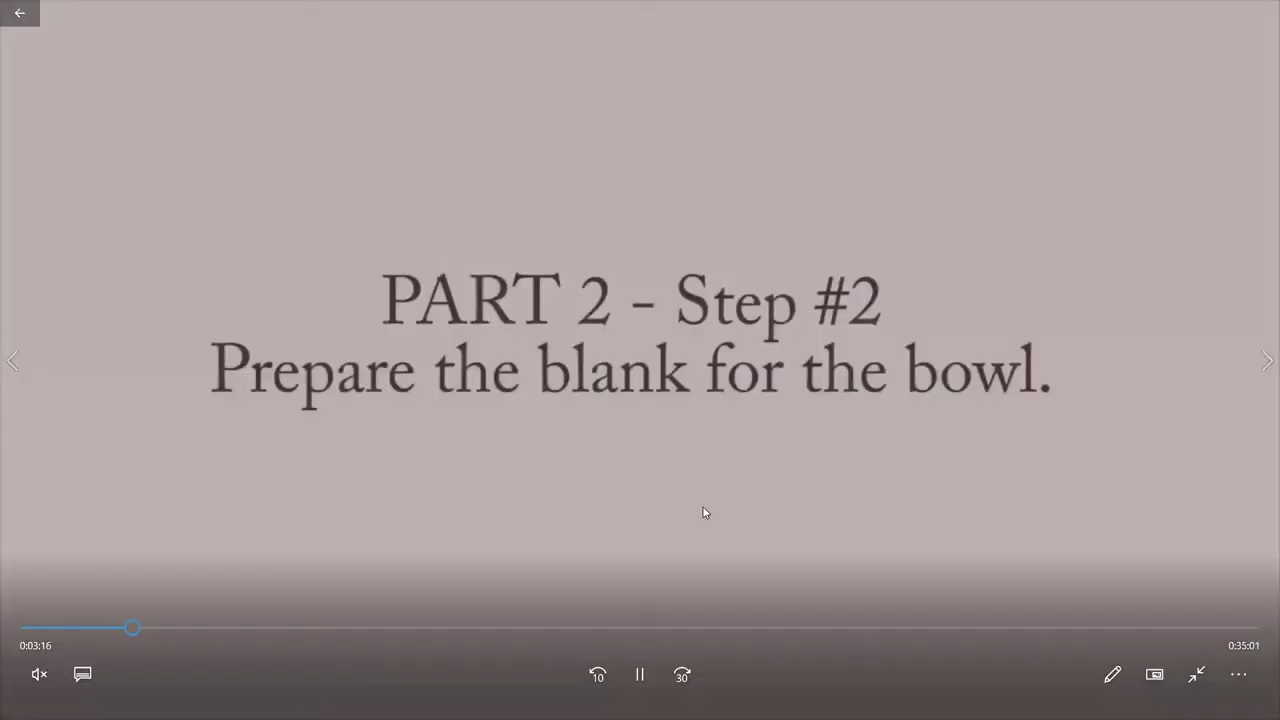 PART 2 - Step #2
Prepare the blank for the bowl.
0:03:16
0:35:01
10
30